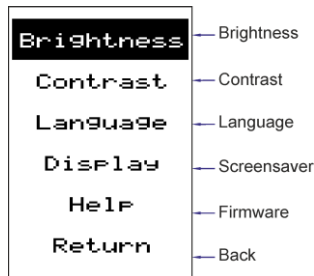 Brightness Brightness
Contrast Contrast
Language Language
Display Screensaver
Help Firmware
Return Back